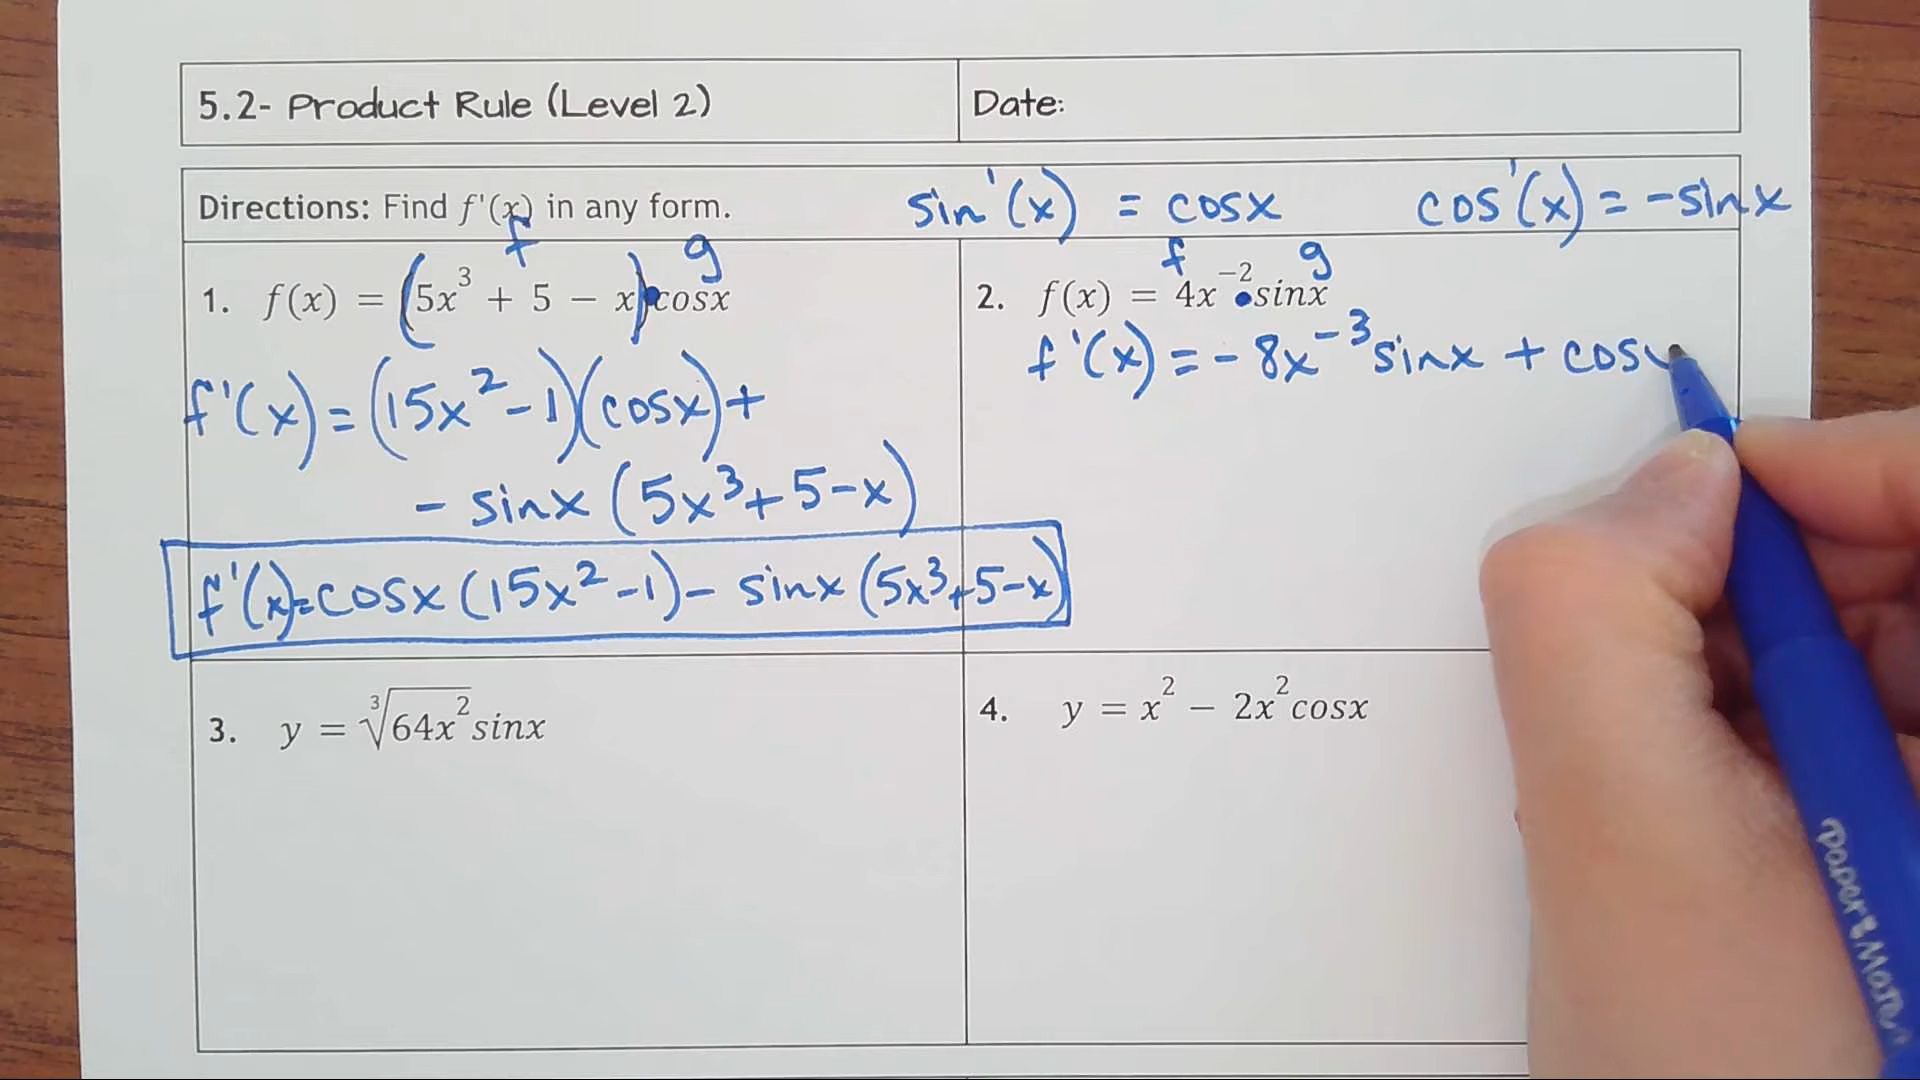 5.2- Product Rule (Level 2)
Date:
Directions: Find f'(x) in any form.
sin'(x) = cosx
cos'(x) = -sinx
f g
1. f(x) = (5x³ + 5 − x)•cosx
f'(x) = (15x²-1)(cosx)+
- sinx (5x³+5-x)
f'(x)=cosx (15x²-1)- sinx (5x³+5-x)
f g
2. f(x) = 4x⁻²•sinx
f'(x) = -8x⁻³sinx + cosx
3. y = ∛64x² sinx
4. y = x² − 2x²cosx
PaperMate